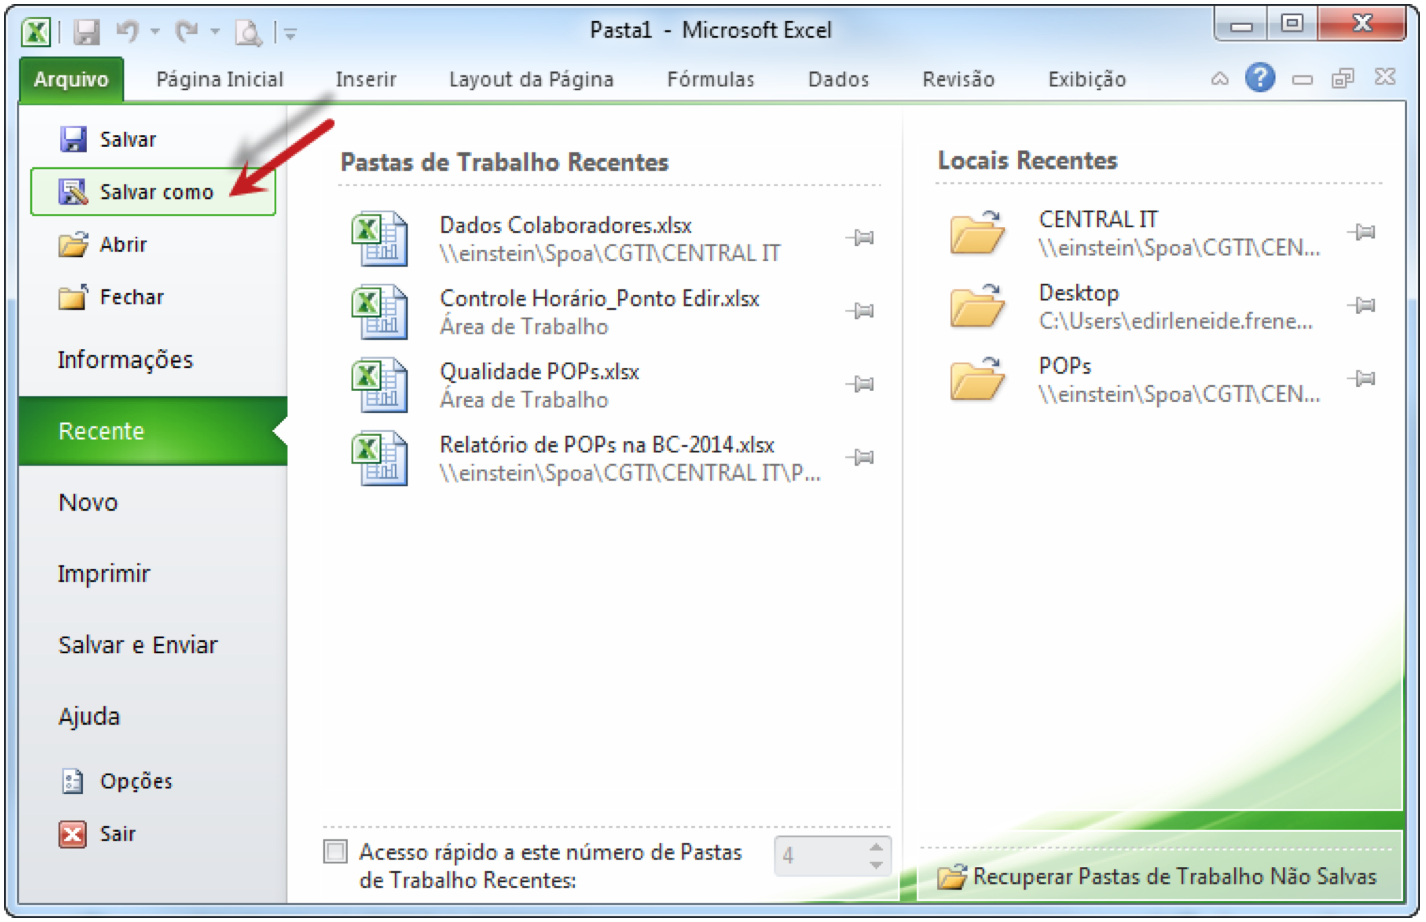 Pasta1 - Microsoft Excel
Arquivo Página Inicial Inserir Layout da Página Fórmulas Dados Revisão Exibição
Salvar
Salvar como
Abrir
Fechar
Informações
Recente
Novo
Imprimir
Salvar e Enviar
Ajuda
Opções
Sair
Pastas de Trabalho Recentes
Dados Colaboradores.xlsx
\\einstein\Spoa\CGTI\CENTRAL IT
Controle Horário_Ponto Edir.xlsx
Área de Trabalho
Qualidade POPs.xlsx
Área de Trabalho
Relatório de POPs na BC-2014.xlsx
\\einstein\Spoa\CGTI\CENTRAL IT\P...
Acesso rápido a este número de Pastas
de Trabalho Recentes:
4
Locais Recentes
CENTRAL IT
\\einstein\Spoa\CGTI\CEN...
Desktop
C:\Users\edirleneide.frene...
POPs
\\einstein\Spoa\CGTI\CEN...
Recuperar Pastas de Trabalho Não Salvas